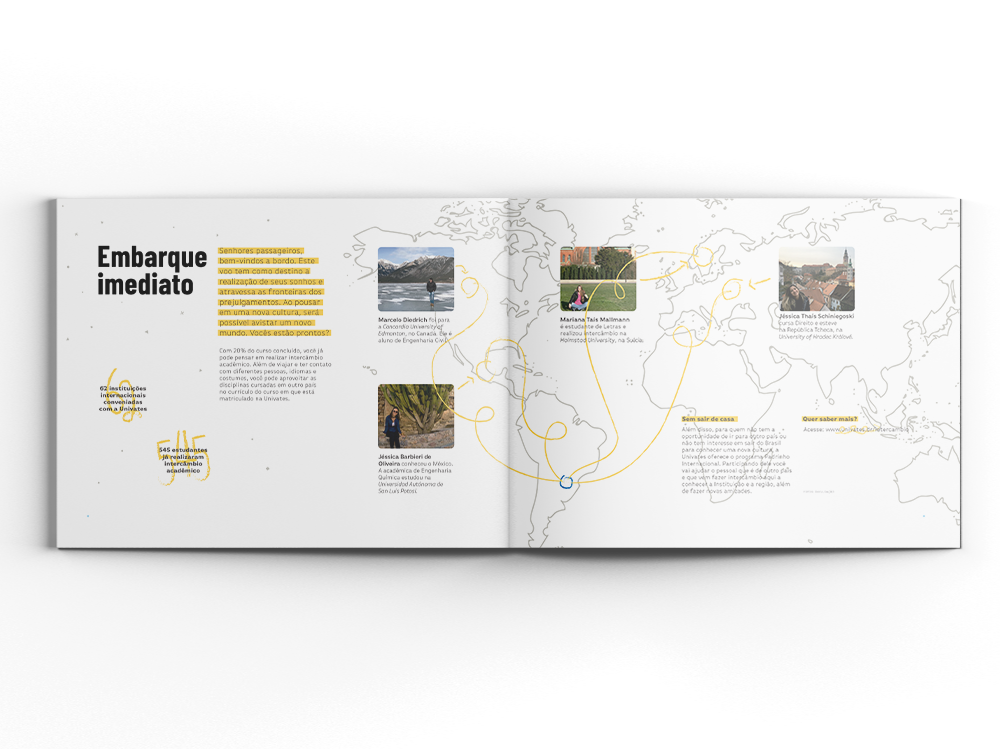 Embarque
imediato
Senhores passageiros,
bem-vindos a bordo. Este
voo tem como destino a
realização de seus sonhos e
atravessa as fronteiras dos
prejulgamentos. Ao pousar
em uma nova cultura, será
possível avistar um novo
mundo. Vocês estão prontos?
Com 20% do curso concluído, você já
pode pensar em realizar intercâmbio
acadêmico. Além de viajar e ter contato
com diferentes pessoas, idiomas e
costumes, você pode aproveitar as
disciplinas cursadas em outro país
no currículo do curso em que está
matriculado na Univates.
62
62 instituições
internacionais
conveniadas
com a Univates
545
545 estudantes
já realizaram
intercâmbio
acadêmico
Marcelo Diedrich foi para
a Concordia University of
Edmonton, no Canadá. Ele é
aluno de Engenharia Civil.
Jéssica Barbieri de
Oliveira conheceu o México.
A acadêmica de Engenharia
Química estudou na
Universidad Autónoma de
San Luis Potosí.
Mariana Tais Mallmann
é estudante de Letras e
realizou intercâmbio na
Halmstad University, na Suécia.
Jéssica Thais Schiniegoski
cursa Direito e esteve
na República Tcheca, na
University of Hradec Králové.
Sem sair de casa
Além disso, para quem não tem a
oportunidade de ir para outro país ou
não tem interesse em sair do Brasil
para conhecer uma nova cultura, a
Univates oferece o programa Padrinho
Internacional. Participando dele você
vai ajudar o pessoal que é de outro país
e que vem fazer intercâmbio aqui a
conhecer a Instituição e a região, além
de fazer novas amizades.
Quer saber mais?
Acesse: www.univates.br/intercambio